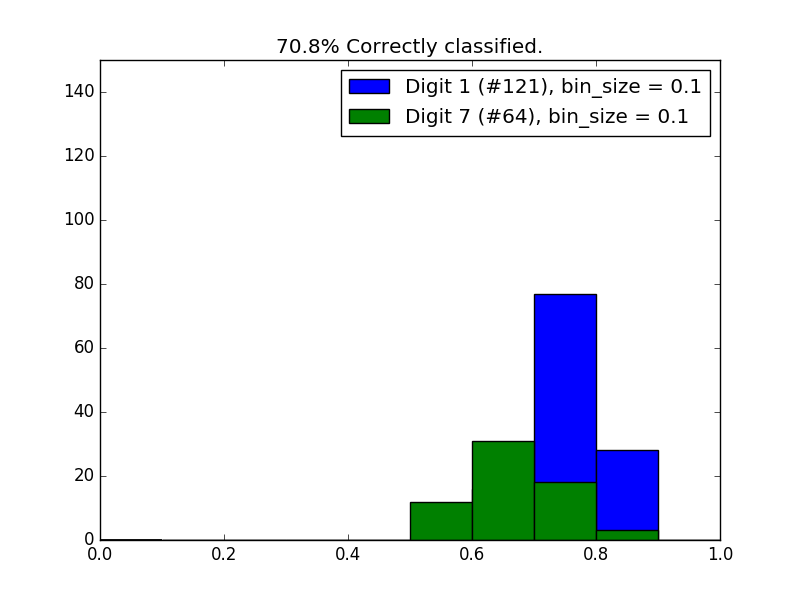 70.8% Correctly classified.
Digit 1 (#121), bin_size = 0.1
Digit 7 (#64), bin_size = 0.1
140
120
100
80
60
40
20
0
0.0 0.2 0.4 0.6 0.8 1.0